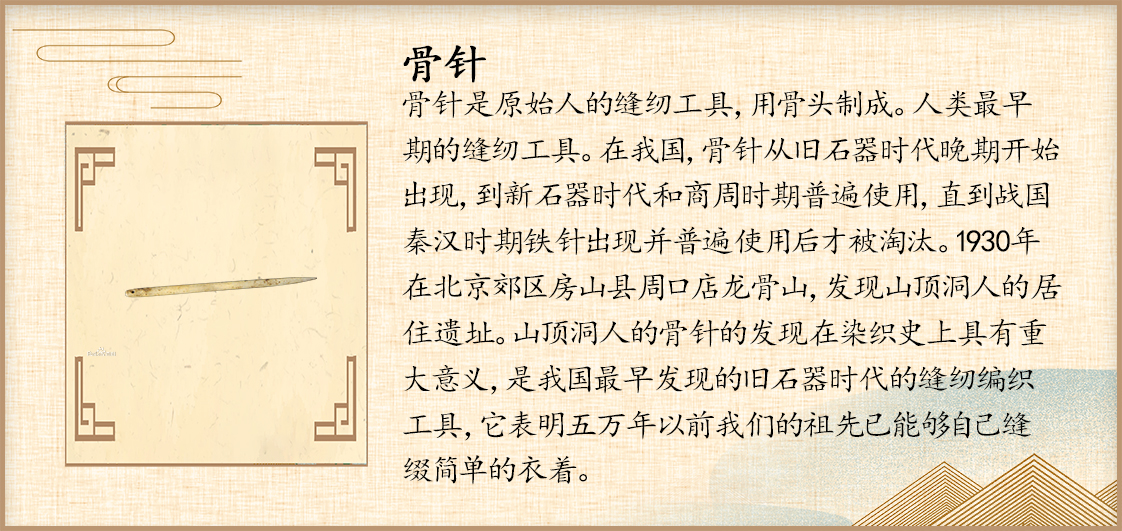 骨针
骨针是原始人的缝纫工具，用骨头制成。人类最早
期的缝纫工具。在我国，骨针从旧石器时代晚期开始
出现，到新石器时代和商周时期普遍使用，直到战国
秦汉时期铁针出现并普遍使用后才被淘汰。1930年
在北京郊区房山县周口店龙骨山，发现山顶洞人的居
住遗址。山顶洞人的骨针的发现在染织史上具有重
大意义，是我国最早发现的旧石器时代的缝纫编织
工具，它表明五万年以前我们的祖先已能够自己缝
缀简单的衣着。